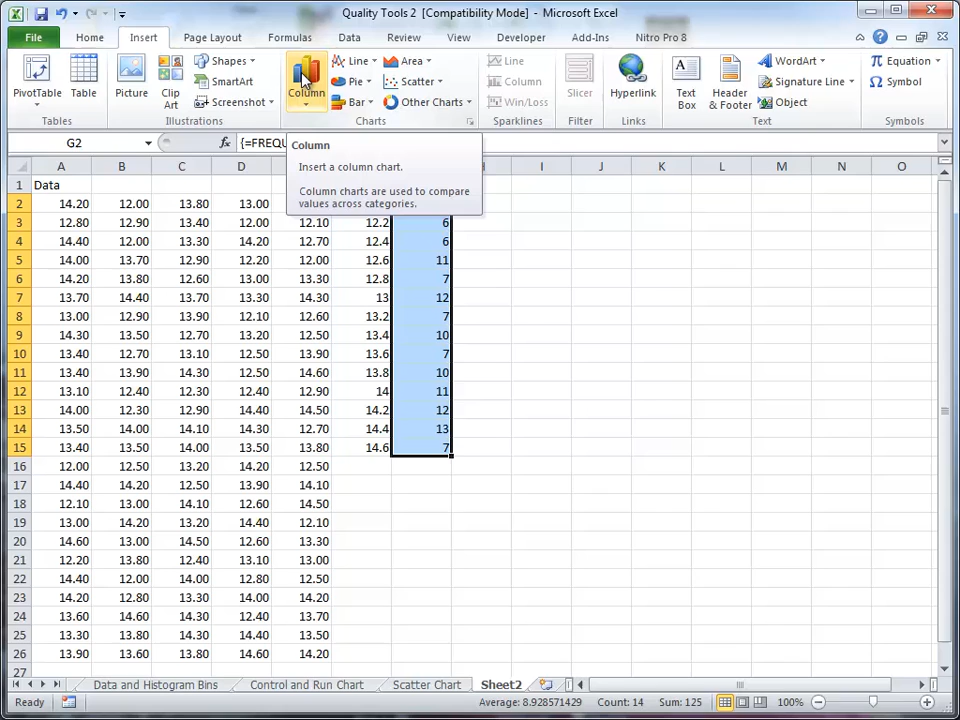 Quality Tools 2 [Compatibility Mode] - Microsoft Excel
File Home Insert Page Layout Formulas Data Review View Developer Add-Ins Nitro Pro 8
PivotTable Table Picture Clip Art Shapes SmartArt Screenshot Column Line Pie Bar Area Scatter Other Charts Line Column Win/Loss Slicer Hyperlink Text Box Header & Footer WordArt Signature Line Object Equation Symbol
Tables Illustrations Charts Sparklines Filter Links Text Symbols
G2 fx {=FREQU
Column
Insert a column chart.
Column charts are used to compare
values across categories.
A B C D H I J K L M N O
1 Data
2 14.20 12.00 13.80 13.00
3 12.80 12.90 13.40 12.00 12.10 12.2 6
4 14.40 12.00 13.30 14.20 12.70 12.4 6
5 14.00 13.70 12.90 12.20 12.00 12.6 11
6 14.20 13.80 12.60 13.00 13.30 12.8 7
7 13.70 14.40 13.70 13.30 14.30 13 12
8 13.00 12.90 13.90 12.10 12.60 13.2 7
9 14.30 13.50 12.70 13.20 12.50 13.4 10
10 13.40 12.70 13.10 12.50 13.90 13.6 7
11 13.40 13.90 14.30 12.50 14.60 13.8 10
12 13.10 12.40 12.30 12.40 12.90 14 11
13 14.00 12.30 12.90 14.40 14.50 14.2 12
14 13.50 14.00 14.10 14.30 12.70 14.4 13
15 13.40 13.50 14.00 13.50 13.80 14.6 7
16 12.00 12.50 13.20 14.20 12.50
17 14.40 14.20 12.50 13.90 14.10
18 12.10 13.00 14.10 12.60 14.50
19 13.00 14.20 13.20 14.40 12.10
20 14.60 13.00 14.50 12.60 13.30
21 12.20 13.80 12.40 13.10 13.00
22 14.40 12.00 14.00 12.80 12.50
23 14.20 12.80 13.30 14.00 14.20
24 13.60 14.60 14.30 12.40 13.70
25 13.30 13.80 14.30 14.40 13.50
26 13.90 13.60 13.80 14.60 14.20
27
Data and Histogram Bins Control and Run Chart Scatter Chart Sheet2
Ready Average: 8.928571429 Count: 14 Sum: 125 100%